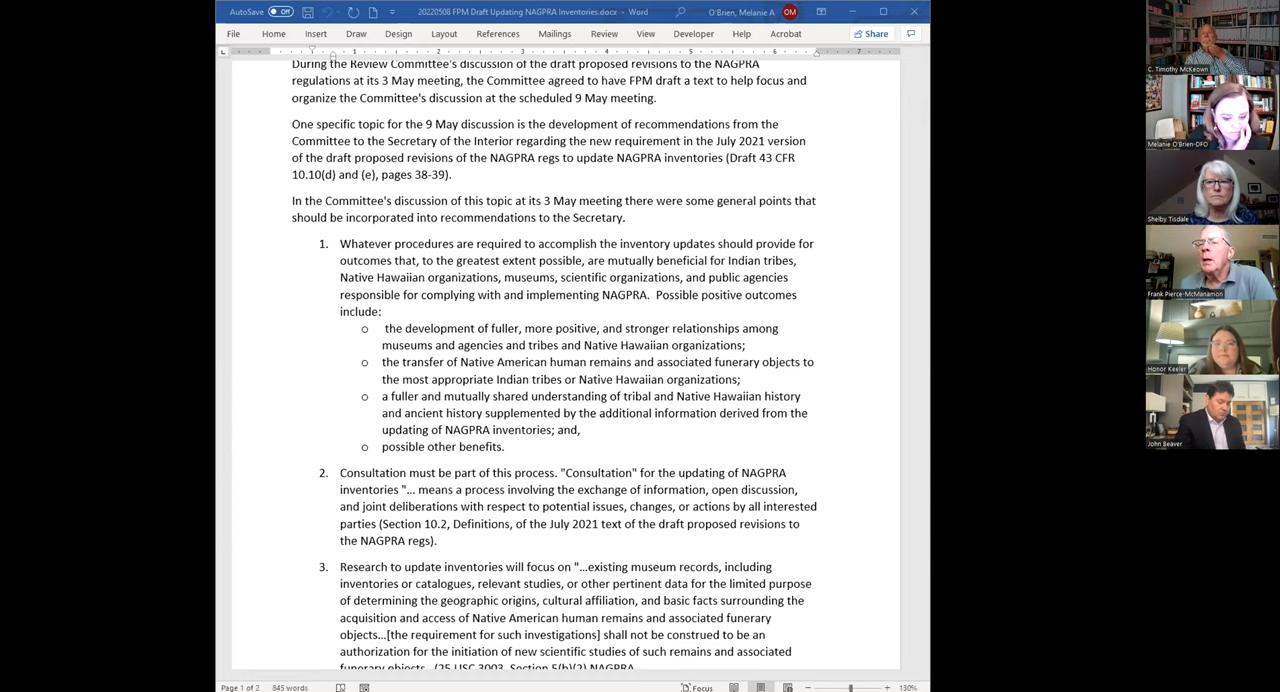 AutoSave Off 20220508 FPM Draft Updating NAGPRA Inventories.docx - Word O'Brien, Melanie A OM
File Home Insert Draw Design Layout References Mailings Review View Developer Help Acrobat Share
1 2 3 4 5 6 7
During the Review Committee's discussion of the draft proposed revisions to the NAGPRA
regulations at its 3 May meeting, the Committee agreed to have FPM draft a text to help focus and
organize the Committee's discussion at the scheduled 9 May meeting.
One specific topic for the 9 May discussion is the development of recommendations from the
Committee to the Secretary of the Interior regarding the new requirement in the July 2021 version
of the draft proposed revisions of the NAGPRA regs to update NAGPRA inventories (Draft 43 CFR
10.10(d) and (e), pages 38-39).
In the Committee's discussion of this topic at its 3 May meeting there were some general points that
should be incorporated into recommendations to the Secretary.
1. Whatever procedures are required to accomplish the inventory updates should provide for
outcomes that, to the greatest extent possible, are mutually beneficial for Indian tribes,
Native Hawaiian organizations, museums, scientific organizations, and public agencies
responsible for complying with and implementing NAGPRA. Possible positive outcomes
include:
o the development of fuller, more positive, and stronger relationships among
museums and agencies and tribes and Native Hawaiian organizations;
o the transfer of Native American human remains and associated funerary objects to
the most appropriate Indian tribes or Native Hawaiian organizations;
o a fuller and mutually shared understanding of tribal and Native Hawaiian history
and ancient history supplemented by the additional information derived from the
updating of NAGPRA inventories; and,
o possible other benefits.
2. Consultation must be part of this process. "Consultation" for the updating of NAGPRA
inventories "... means a process involving the exchange of information, open discussion,
and joint deliberations with respect to potential issues, changes, or actions by all interested
parties (Section 10.2, Definitions, of the July 2021 text of the draft proposed revisions to
the NAGPRA regs).
3. Research to update inventories will focus on "...existing museum records, including
inventories or catalogues, relevant studies, or other pertinent data for the limited purpose
of determining the geographic origins, cultural affiliation, and basic facts surrounding the
acquisition and access of Native American human remains and associated funerary
objects...[the requirement for such investigations] shall not be construed to be an
authorization for the initiation of new scientific studies of such remains and associated
funerary objects (25 USC 3003, Section 5(b)(2) NAGPRA
Page 1 of 2 845 words Focus 130%
C. Timothy McKeown
Melanie O'Brien-DFO
Shelby Tisdale
Frank Pierce-McManamon
Honor Keeler
John Beaver